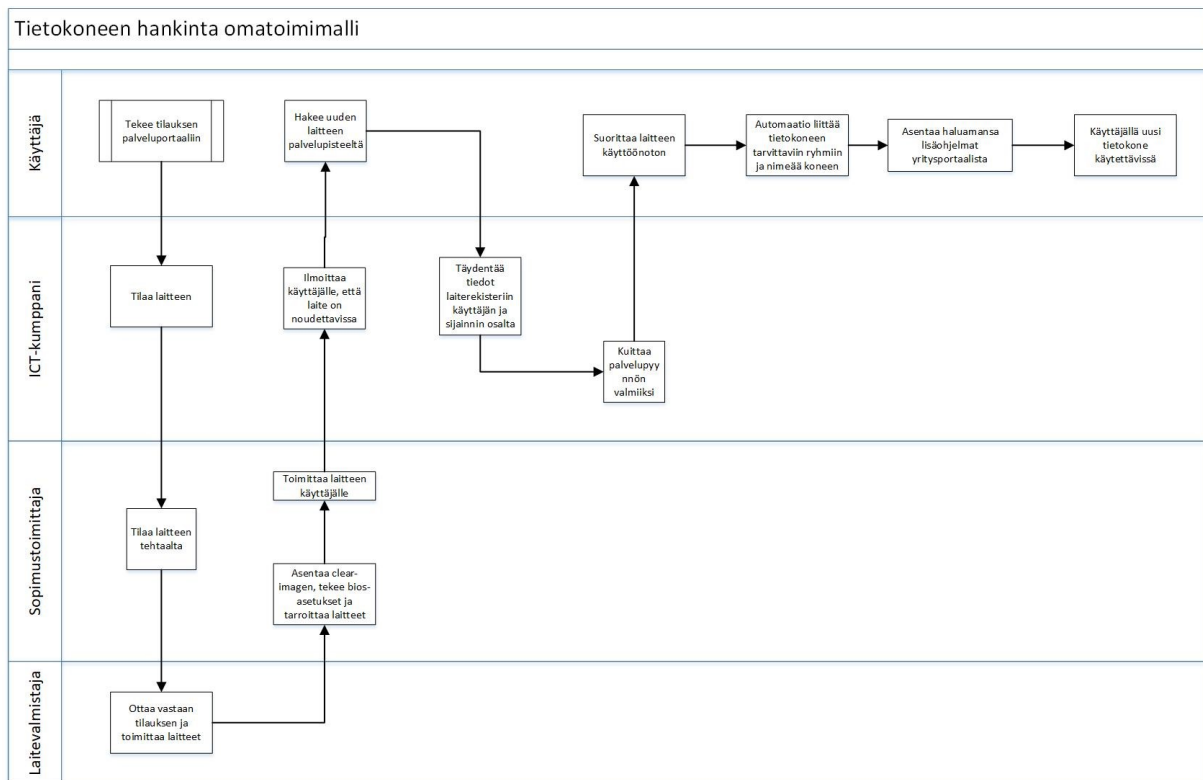 Tietokoneen hankinta omatoimimalli
Käyttäjä
Tekee tilauksen
palveluportaaliin
Hakee uuden
laitteen
palvelupisteeltä
Suorittaa laitteen
käyttöönoton
Automaatio liittää
tietokoneen
tarvittaviin ryhmiin
ja nimeää koneen
Asentaa haluamansa
lisäohjelmat
yritysportaalista
Käyttäjällä uusi
tietokone
käytettävissä
ICT-kumppani
Tilaa laitteen
Ilmoittaa
käyttäjälle, että
laite on
noudettavissa
Täydentää
tiedot
laiterekisteriin
käyttäjän ja
sijainnin osalta
Kuittaa
palvelupyy
nnön
valmiiksi
Sopimustoimittaja
Tilaa laitteen
tehtaalta
Toimittaa laitteen
käyttäjälle
Asentaa clear-
imagen, tekee bios-
asetukset ja
tarroittaa laitteet
Laitevalmistaja
Ottaa vastaan
tilauksen ja
toimittaa laitteet